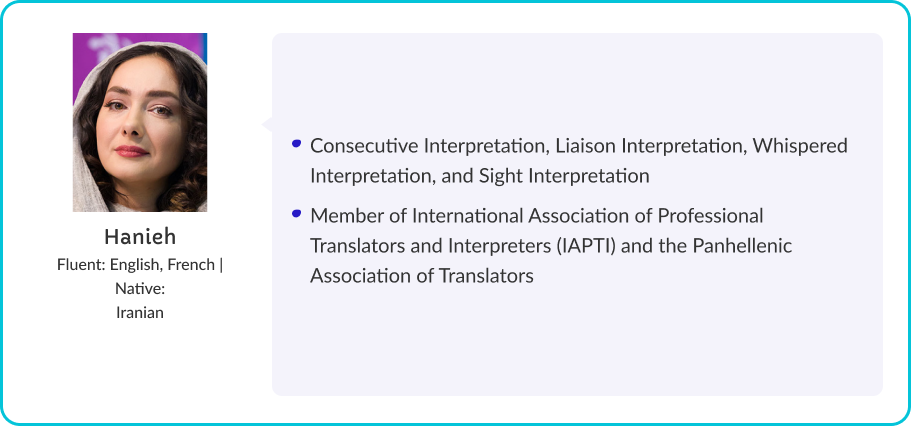 Hanieh
Fluent: English, French |
Native:
Iranian
Consecutive Interpretation, Liaison Interpretation, Whispered
Interpretation, and Sight Interpretation
Member of International Association of Professional
Translators and Interpreters (IAPTI) and the Panhellenic
Association of Translators